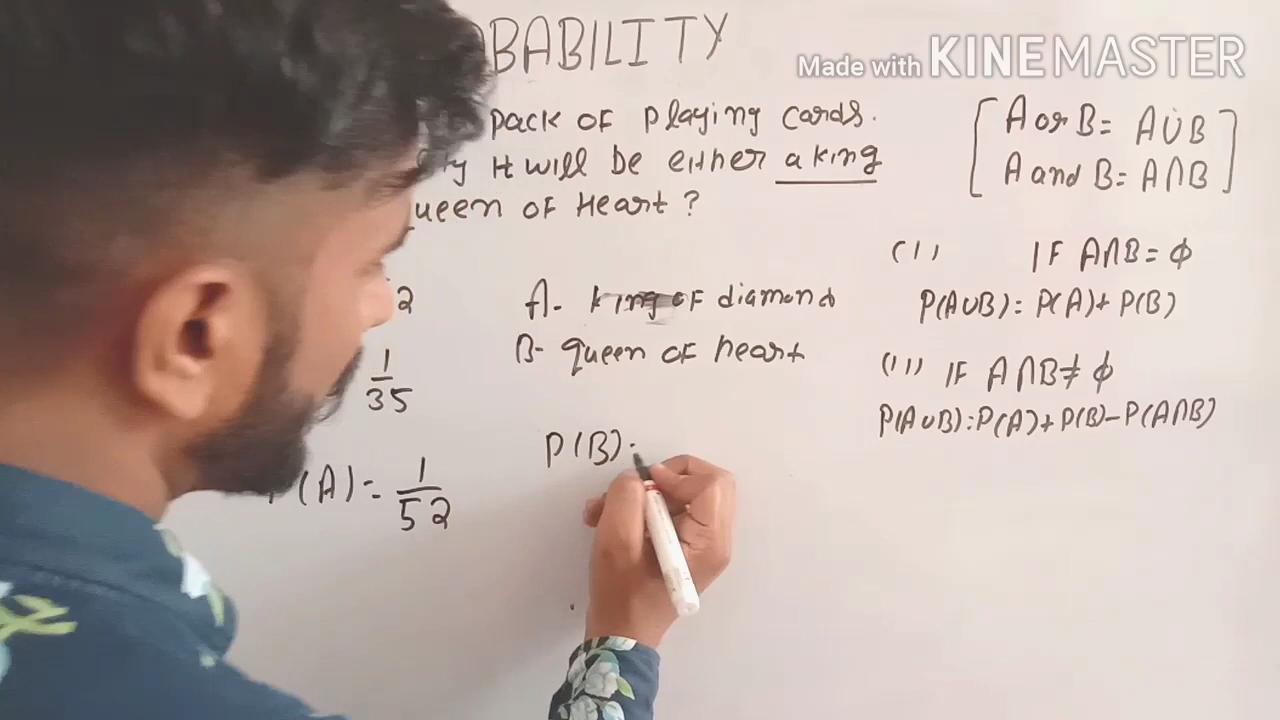 OBABILITY
Made with KINEMASTER
pack of playing cards.
it will be either a king
ueen of Heart ?
A or B = A∪B
A and B = A∩B
2
A- king of diamond
B- queen of heart
(i) IF A∩B = ϕ
P(A∪B) = P(A) + P(B)
(ii) IF A∩B ≠ ϕ
P(A∪B) = P(A) + P(B) - P(A∩B)
1/35
(A) = 1/52
P(B)